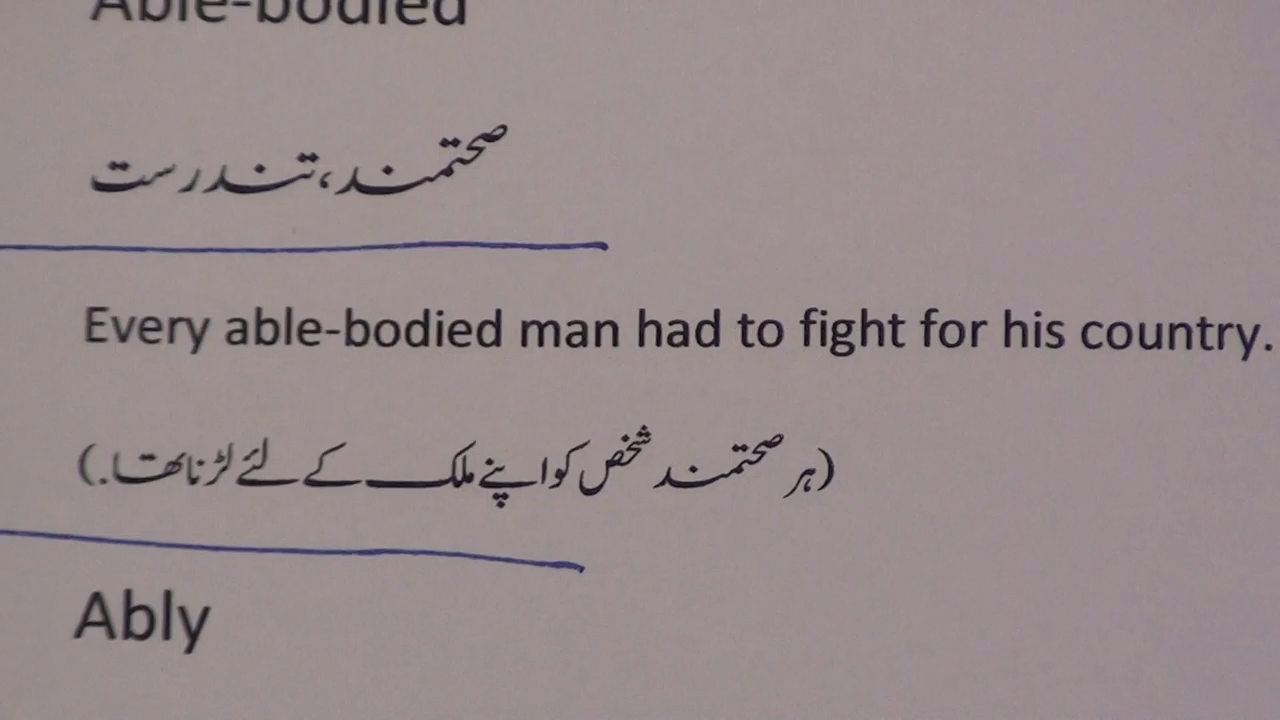 Able-bodied
صحتمند، تندرست
Every able-bodied man had to fight for his country.
(ہر صحتمند شخص کو اپنے ملک کے لئے لڑنا تھا.)
Ably